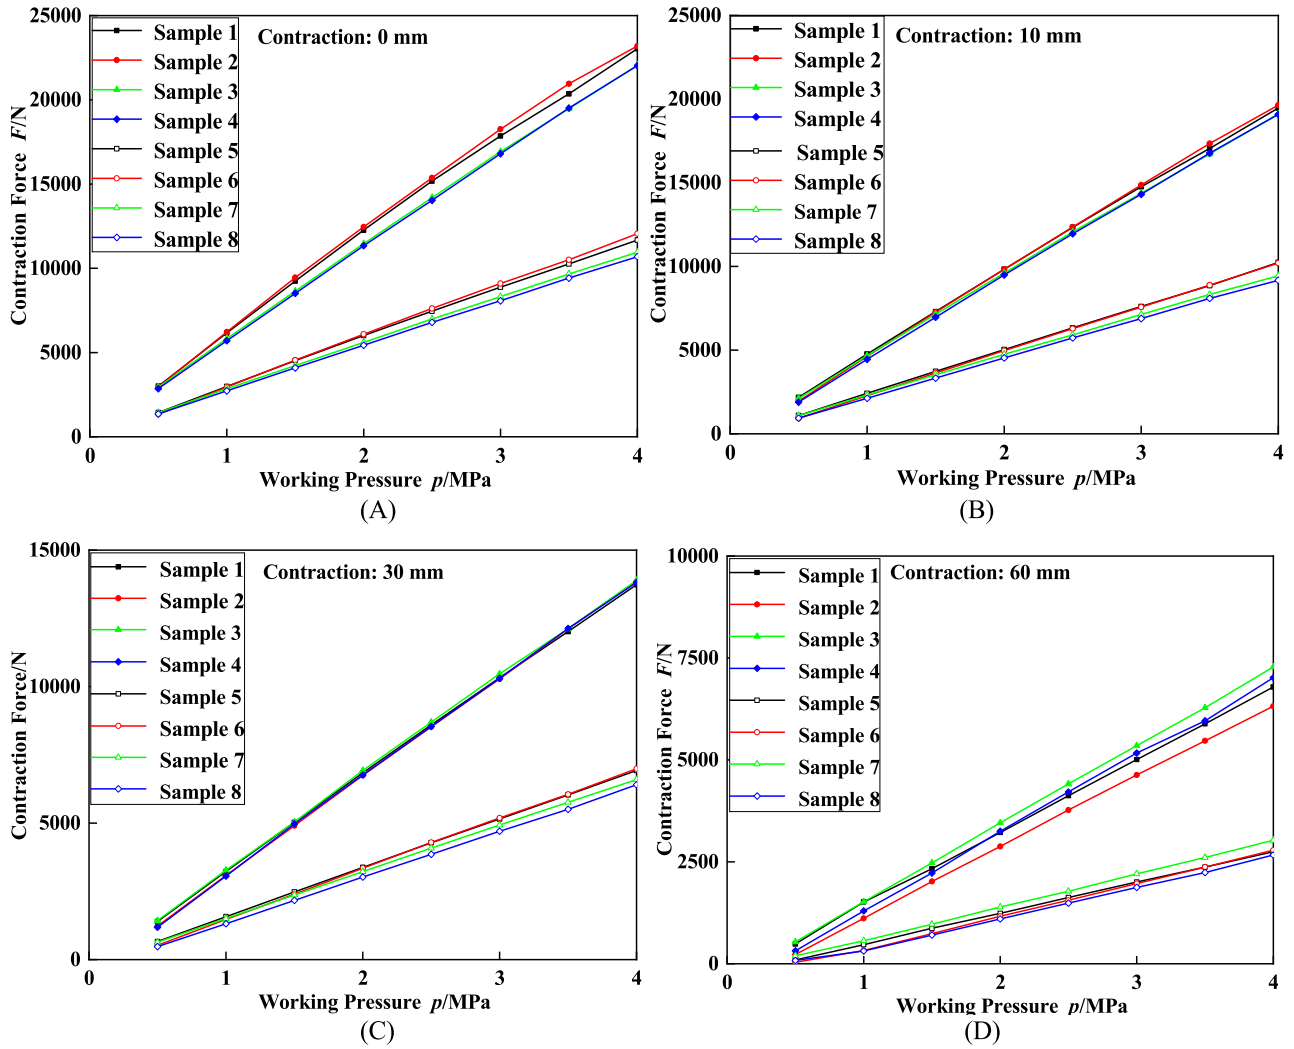 25000
20000
15000
10000
5000
0
Contraction Force F/N
Sample 1
Sample 2
Sample 3
Sample 4
Sample 5
Sample 6
Sample 7
Sample 8
Contraction: 0 mm
0 1 2 3 4
Working Pressure p/MPa
(A)
25000
20000
15000
10000
5000
0
Contraction Force F/N
Sample 1
Sample 2
Sample 3
Sample 4
Sample 5
Sample 6
Sample 7
Sample 8
Contraction: 10 mm
0 1 2 3 4
Working Pressure p/MPa
(B)
15000
10000
5000
0
Contraction Force/N
Sample 1
Sample 2
Sample 3
Sample 4
Sample 5
Sample 6
Sample 7
Sample 8
Contraction: 30 mm
0 1 2 3 4
Working Pressure p/MPa
(C)
10000
7500
5000
2500
0
Contraction Force F/N
Sample 1
Sample 2
Sample 3
Sample 4
Sample 5
Sample 6
Sample 7
Sample 8
Contraction: 60 mm
0 1 2 3 4
Working Pressure p/MPa
(D)